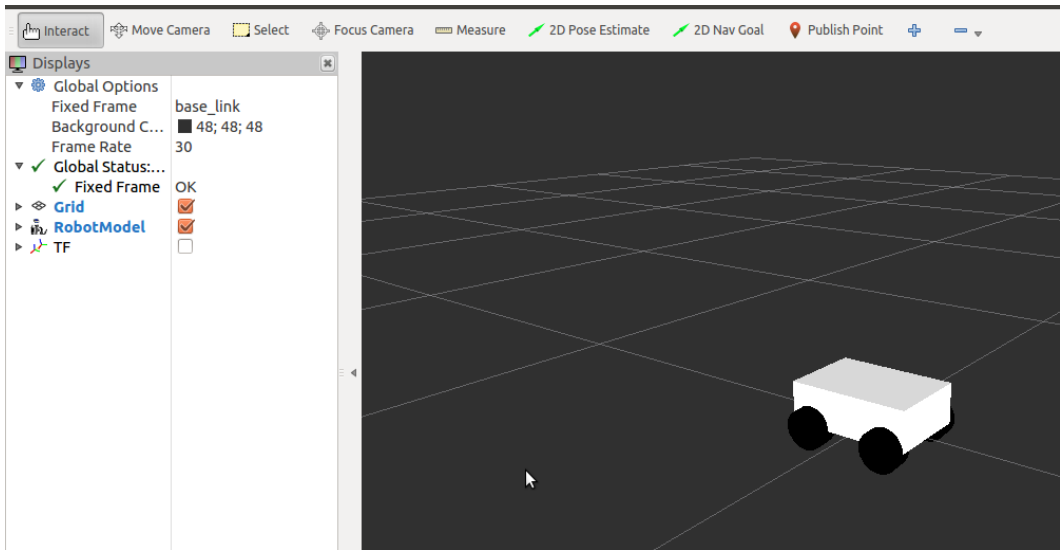 Interact Move Camera Select Focus Camera Measure 2D Pose Estimate 2D Nav Goal Publish Point
Displays
Global Options
Fixed Frame base_link
Background C... 48; 48; 48
Frame Rate 30
Global Status:...
Fixed Frame OK
Grid
RobotModel
TF